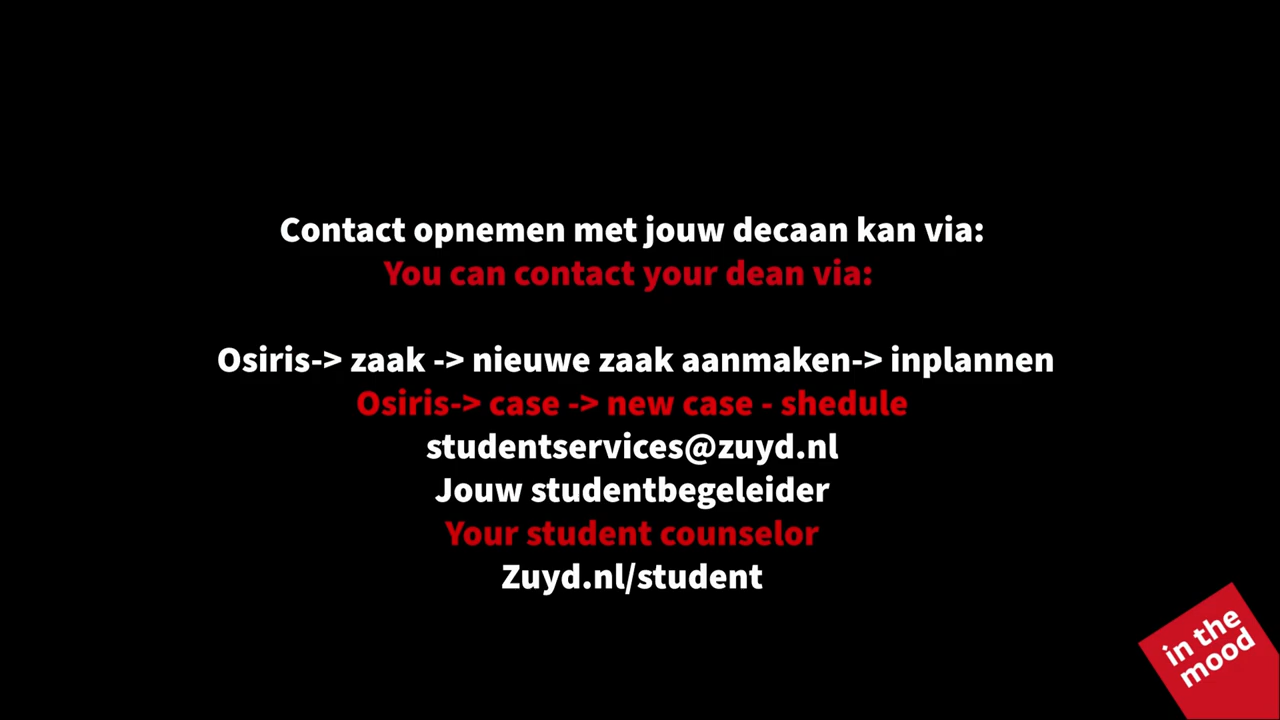 Contact opnemen met jouw decaan kan via:
You can contact your dean via:
Osiris-> zaak -> nieuwe zaak aanmaken-> inplannen
Osiris-> case -> new case - shedule
studentservices@zuyd.nl
Jouw studentbegeleider
Your student counselor
Zuyd.nl/student
in the
mood